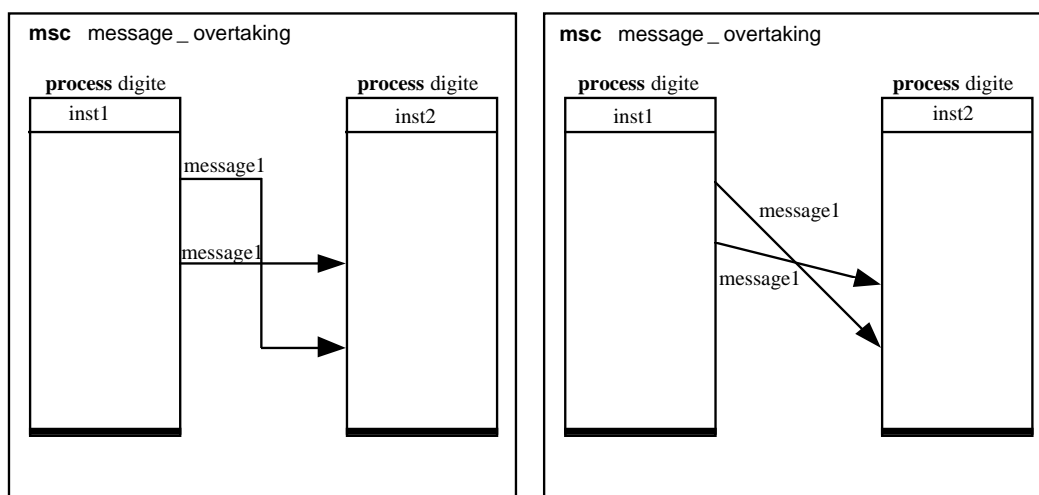 msc message _ overtaking
process digite
process digite
inst1
inst2
message1
message1
msc message _ overtaking
process digite
process digite
inst1
inst2
message1
message1